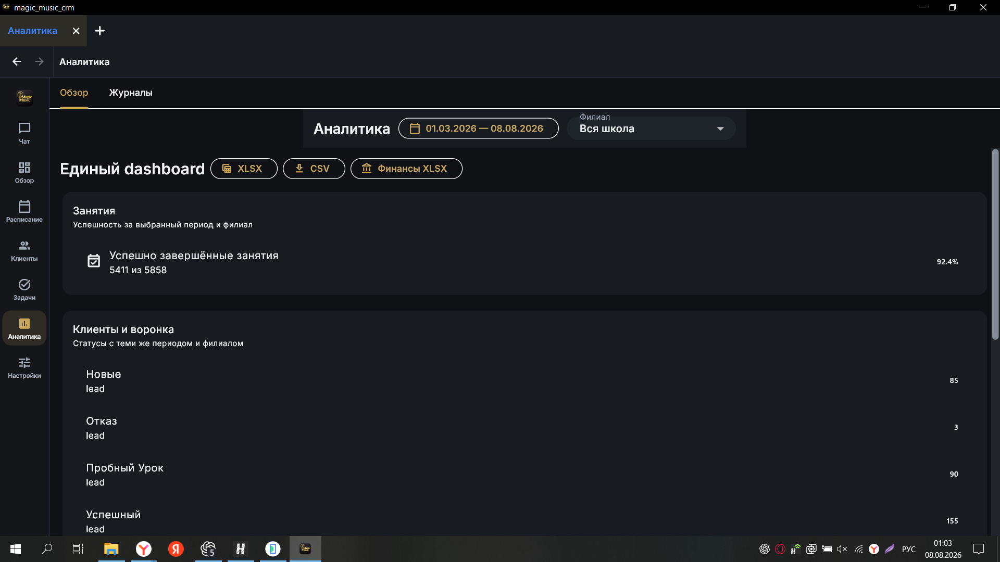 magic_music_crm
Аналитика
Аналитика
Обзор
Журналы
Magic
Music
Чат
Обзор
Расписание
Клиенты
Задачи
Аналитика
Настройки
Аналитика
01.03.2026 — 08.08.2026
Филиал
Вся школа
Единый dashboard
XLSX
CSV
Финансы XLSX
Занятия
Успешность за выбранный период и филиал
Успешно завершённые занятия
5411 из 5858
92.4%
Клиенты и воронка
Статусы с теми же периодом и филиалом
Новые
lead
85
Отказ
lead
3
Пробный Урок
lead
90
Успешный
lead
155
Я
5
РУС
01:03
08.08.2026